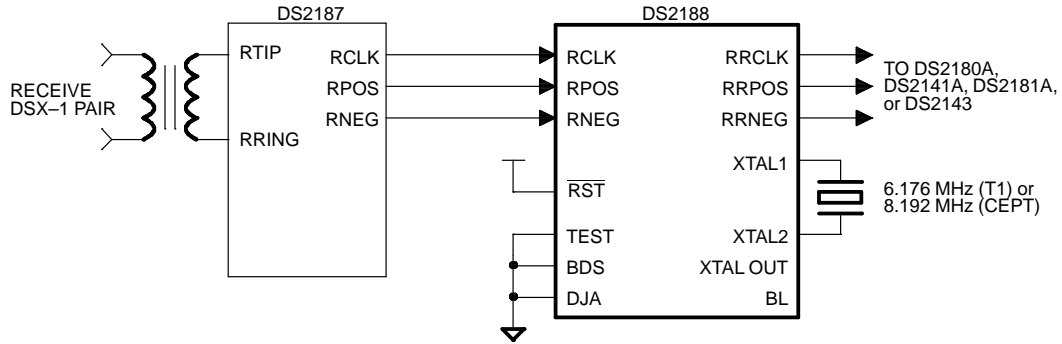 DS2187
DS2188
RECEIVE
DSX–1 PAIR
RTIP
RRING
RCLK
RPOS
RNEG
RCLK
RPOS
RNEG
RST
TEST
BDS
DJA
RRCLK
RRPOS
RRNEG
XTAL1
XTAL2
XTAL OUT
BL
TO DS2180A,
DS2141A, DS2181A,
or DS2143
6.176 MHz (T1) or
8.192 MHz (CEPT)